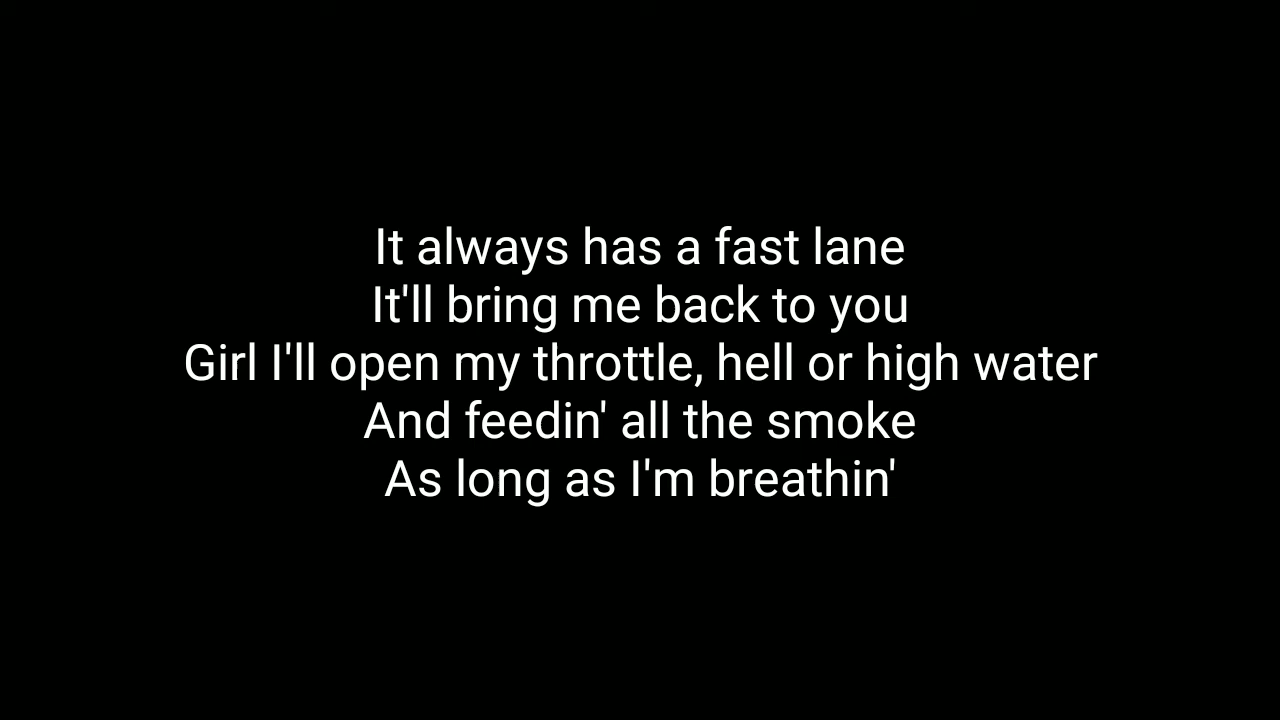 It always has a fast lane
It'll bring me back to you
Girl I'll open my throttle, hell or high water
And feedin' all the smoke
As long as I'm breathin'